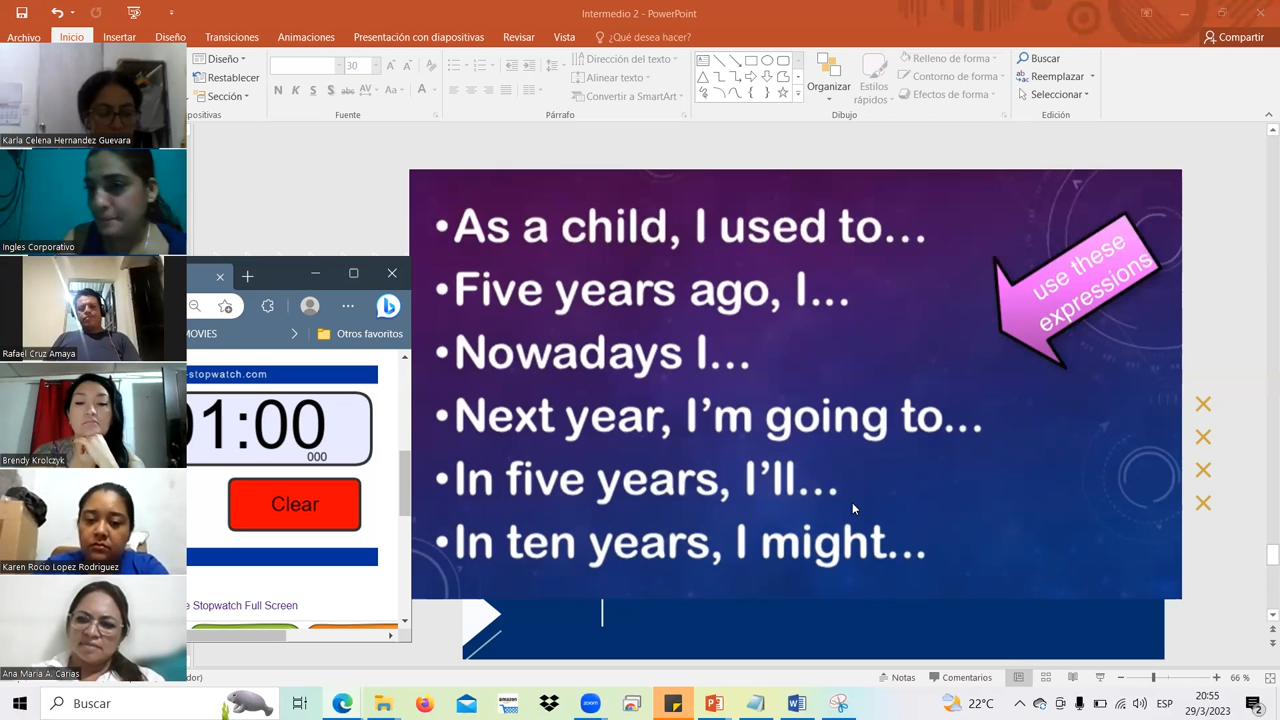 Intermedio 2 - PowerPoint
Archivo Inicio Insertar Diseño Transiciones Animaciones Presentación con diapositivas Revisar Vista ¿Qué desea hacer? Compartir
Diseño
Restablecer
Sección
30
Dirección del texto
Alinear texto
Convertir a SmartArt
Organizar
Estilos
rápidos
Relleno de forma
Contorno de forma
Efectos de forma
Buscar
Reemplazar
Seleccionar
Fuente Párrafo Dibujo Edición
Karla Celena Hernandez Guevara
Ingles Corporativo
Rafael Cruz Amaya
Brendy Krolczyk
Karen Rocio Lopez Rodriguez
Ana Maria A. Carias
MOVIES
Otros favoritos
-stopwatch.com
01:00
000
Clear
Stopwatch Full Screen
•As a child, I used to...
•Five years ago, I...
•Nowadays I...
•Next year, I'm going to...
•In five years, I'll...
•In ten years, I might...
use these
expressions
Notas Comentarios 66 %
Buscar
amazon
zoom
22°C
ESP
20:55
29/3/2023
2